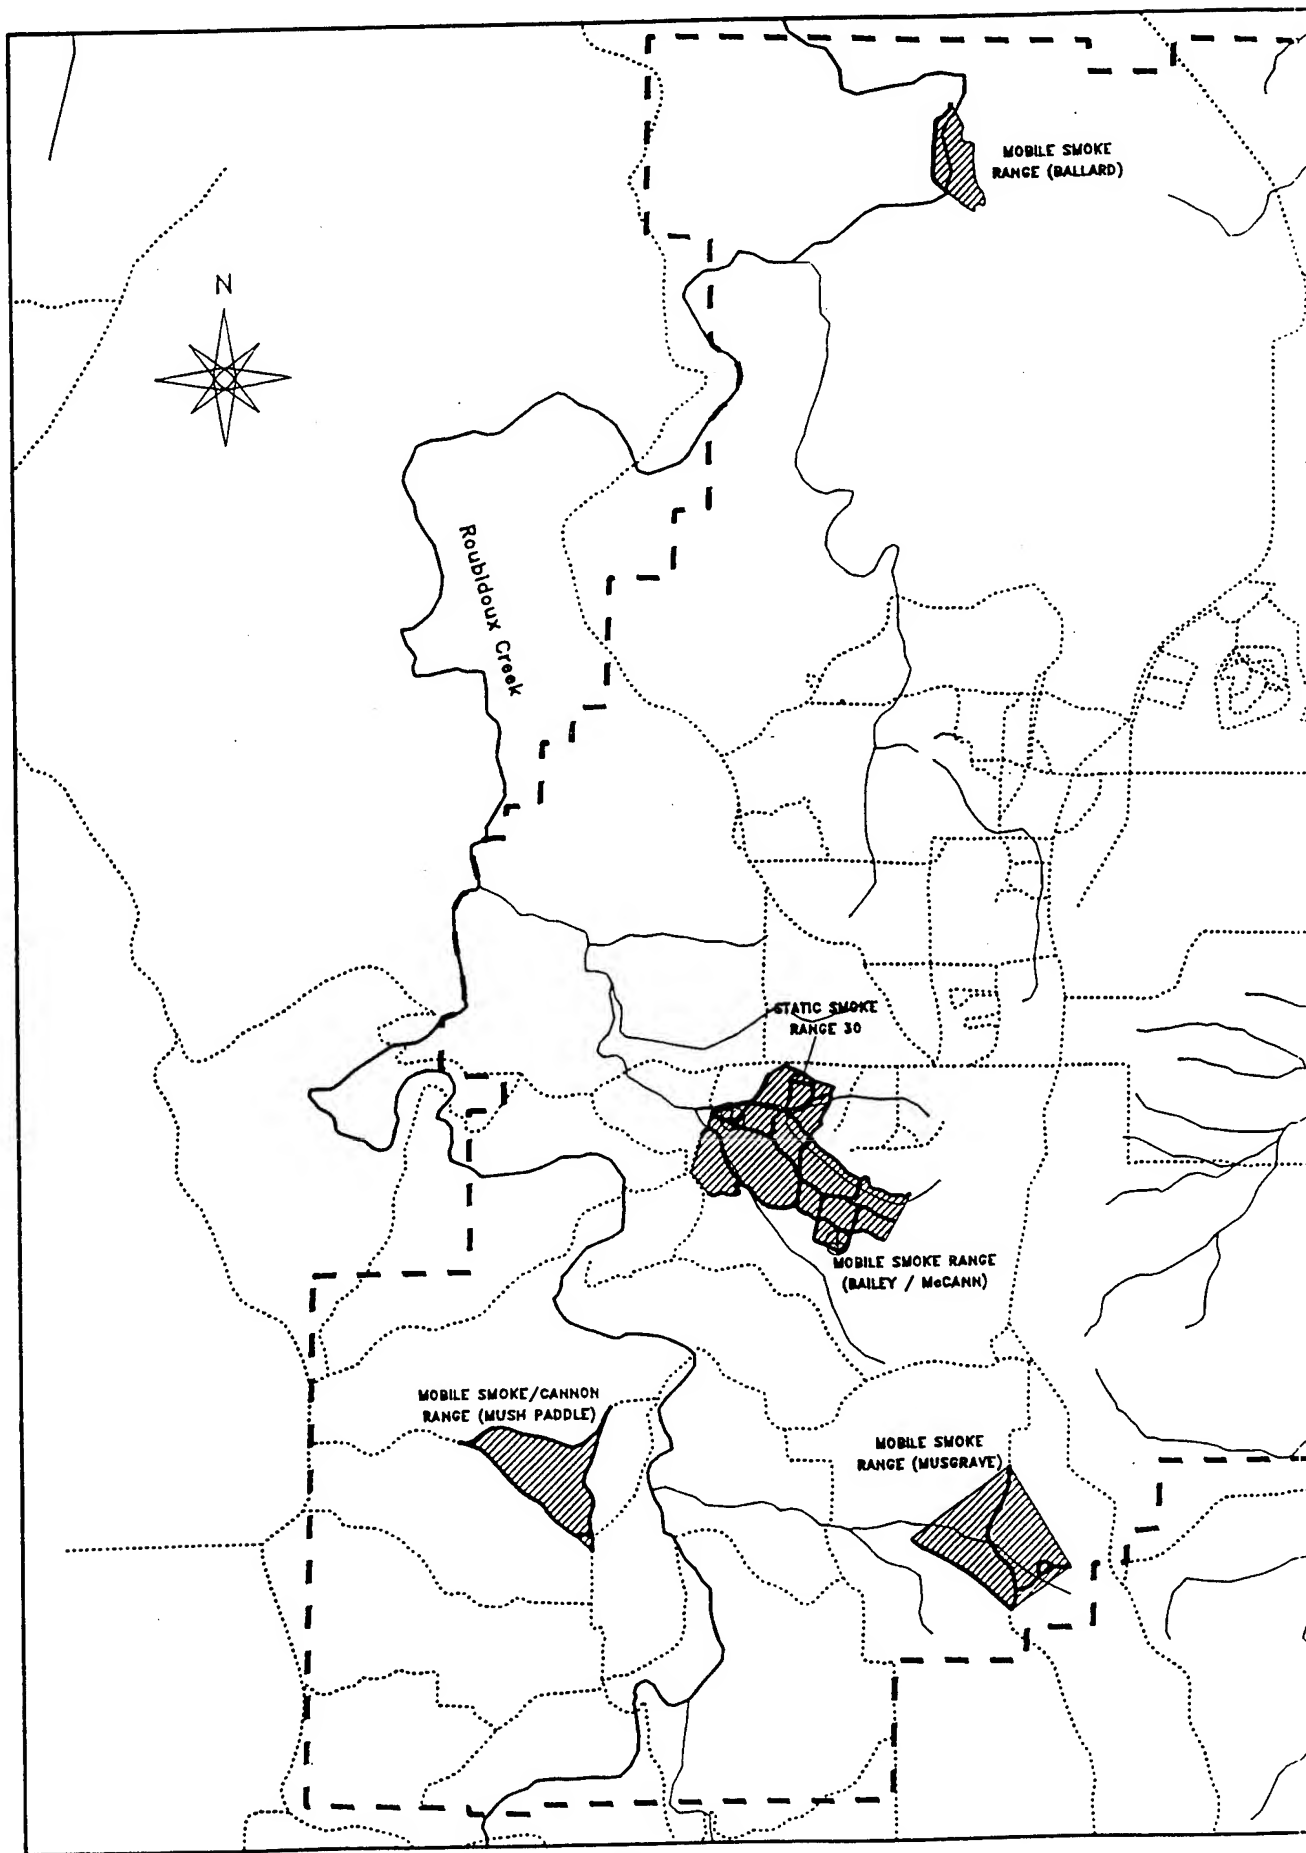 MOBILE SMOKE
RANGE (BALLARD)
N
Roubidoux Creek
STATIC SMOKE
RANGE 30
MOBILE SMOKE RANGE
(BAILEY / McCANN)
MOBILE SMOKE/CANNON
RANGE (MUSH PADDLE)
MOBILE SMOKE
RANGE (MUSGRAVE)